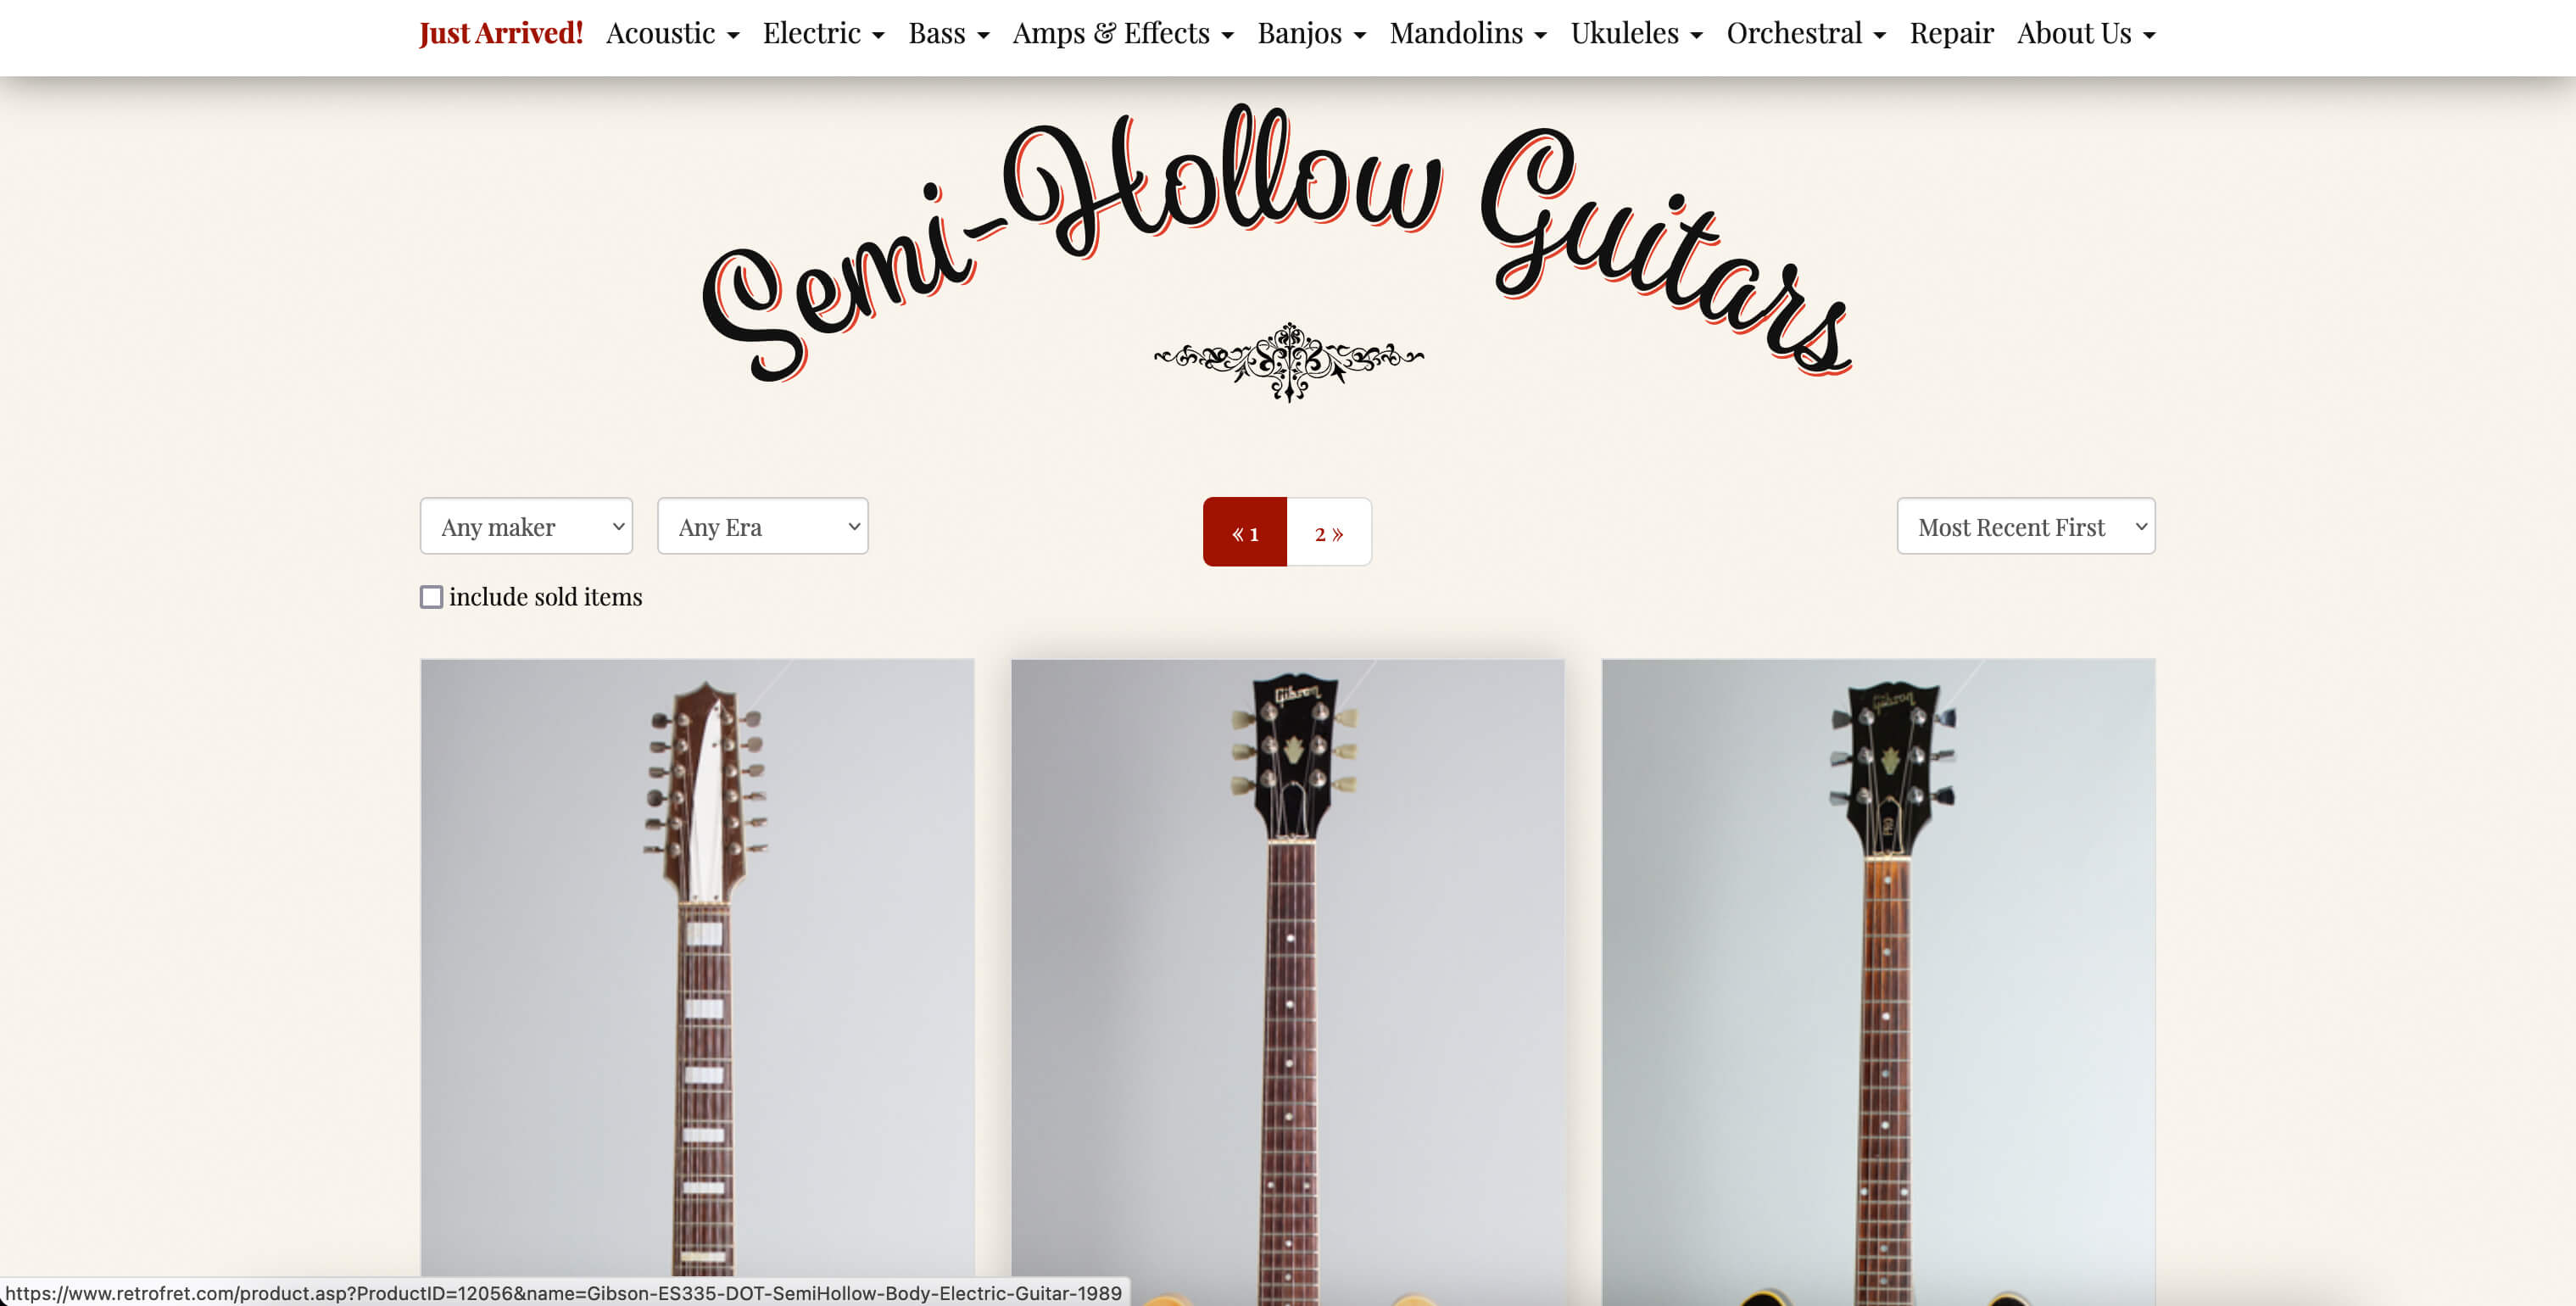 Just Arrived! Acoustic Electric Bass Amps & Effects Banjos Mandolins Ukuleles Orchestral Repair About Us
Semi-Hollow Guitars
Any maker Any Era « 1 2 » Most Recent First
include sold items
Gibson Gibson
PRO
https://www.retrofret.com/product.asp?ProductID=12056&name=Gibson-ES335-DOT-SemiHollow-Body-Electric-Guitar-1989